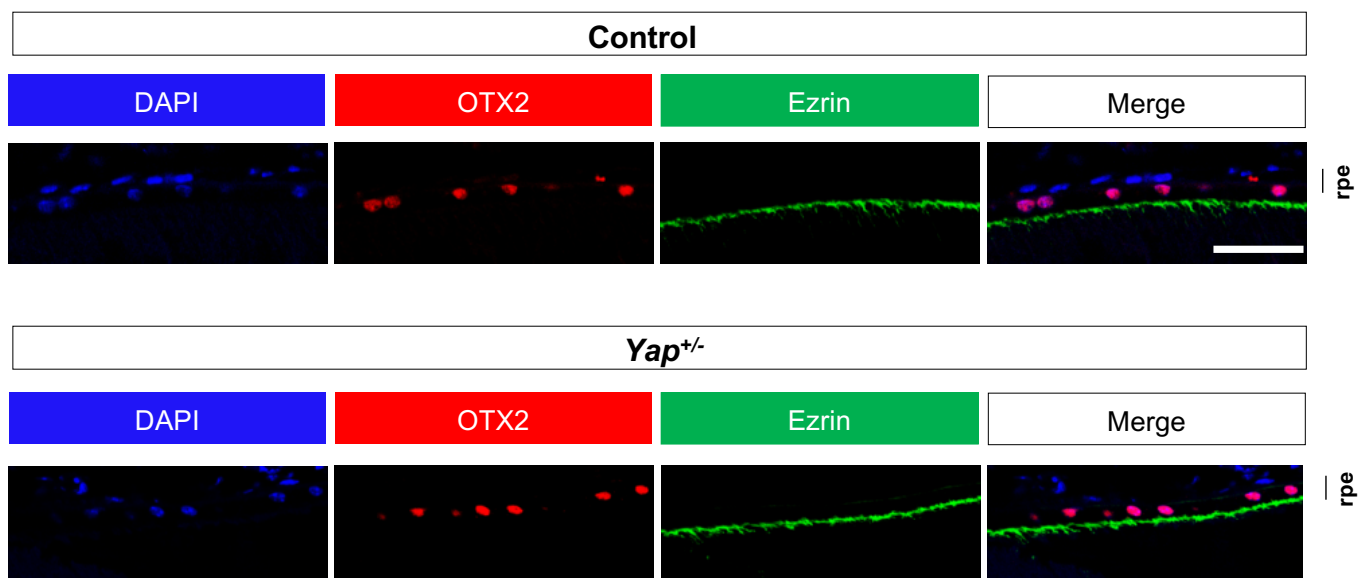 Control
DAPI OTX2 Ezrin Merge
rpe
Yap+/-
DAPI OTX2 Ezrin Merge
rpe